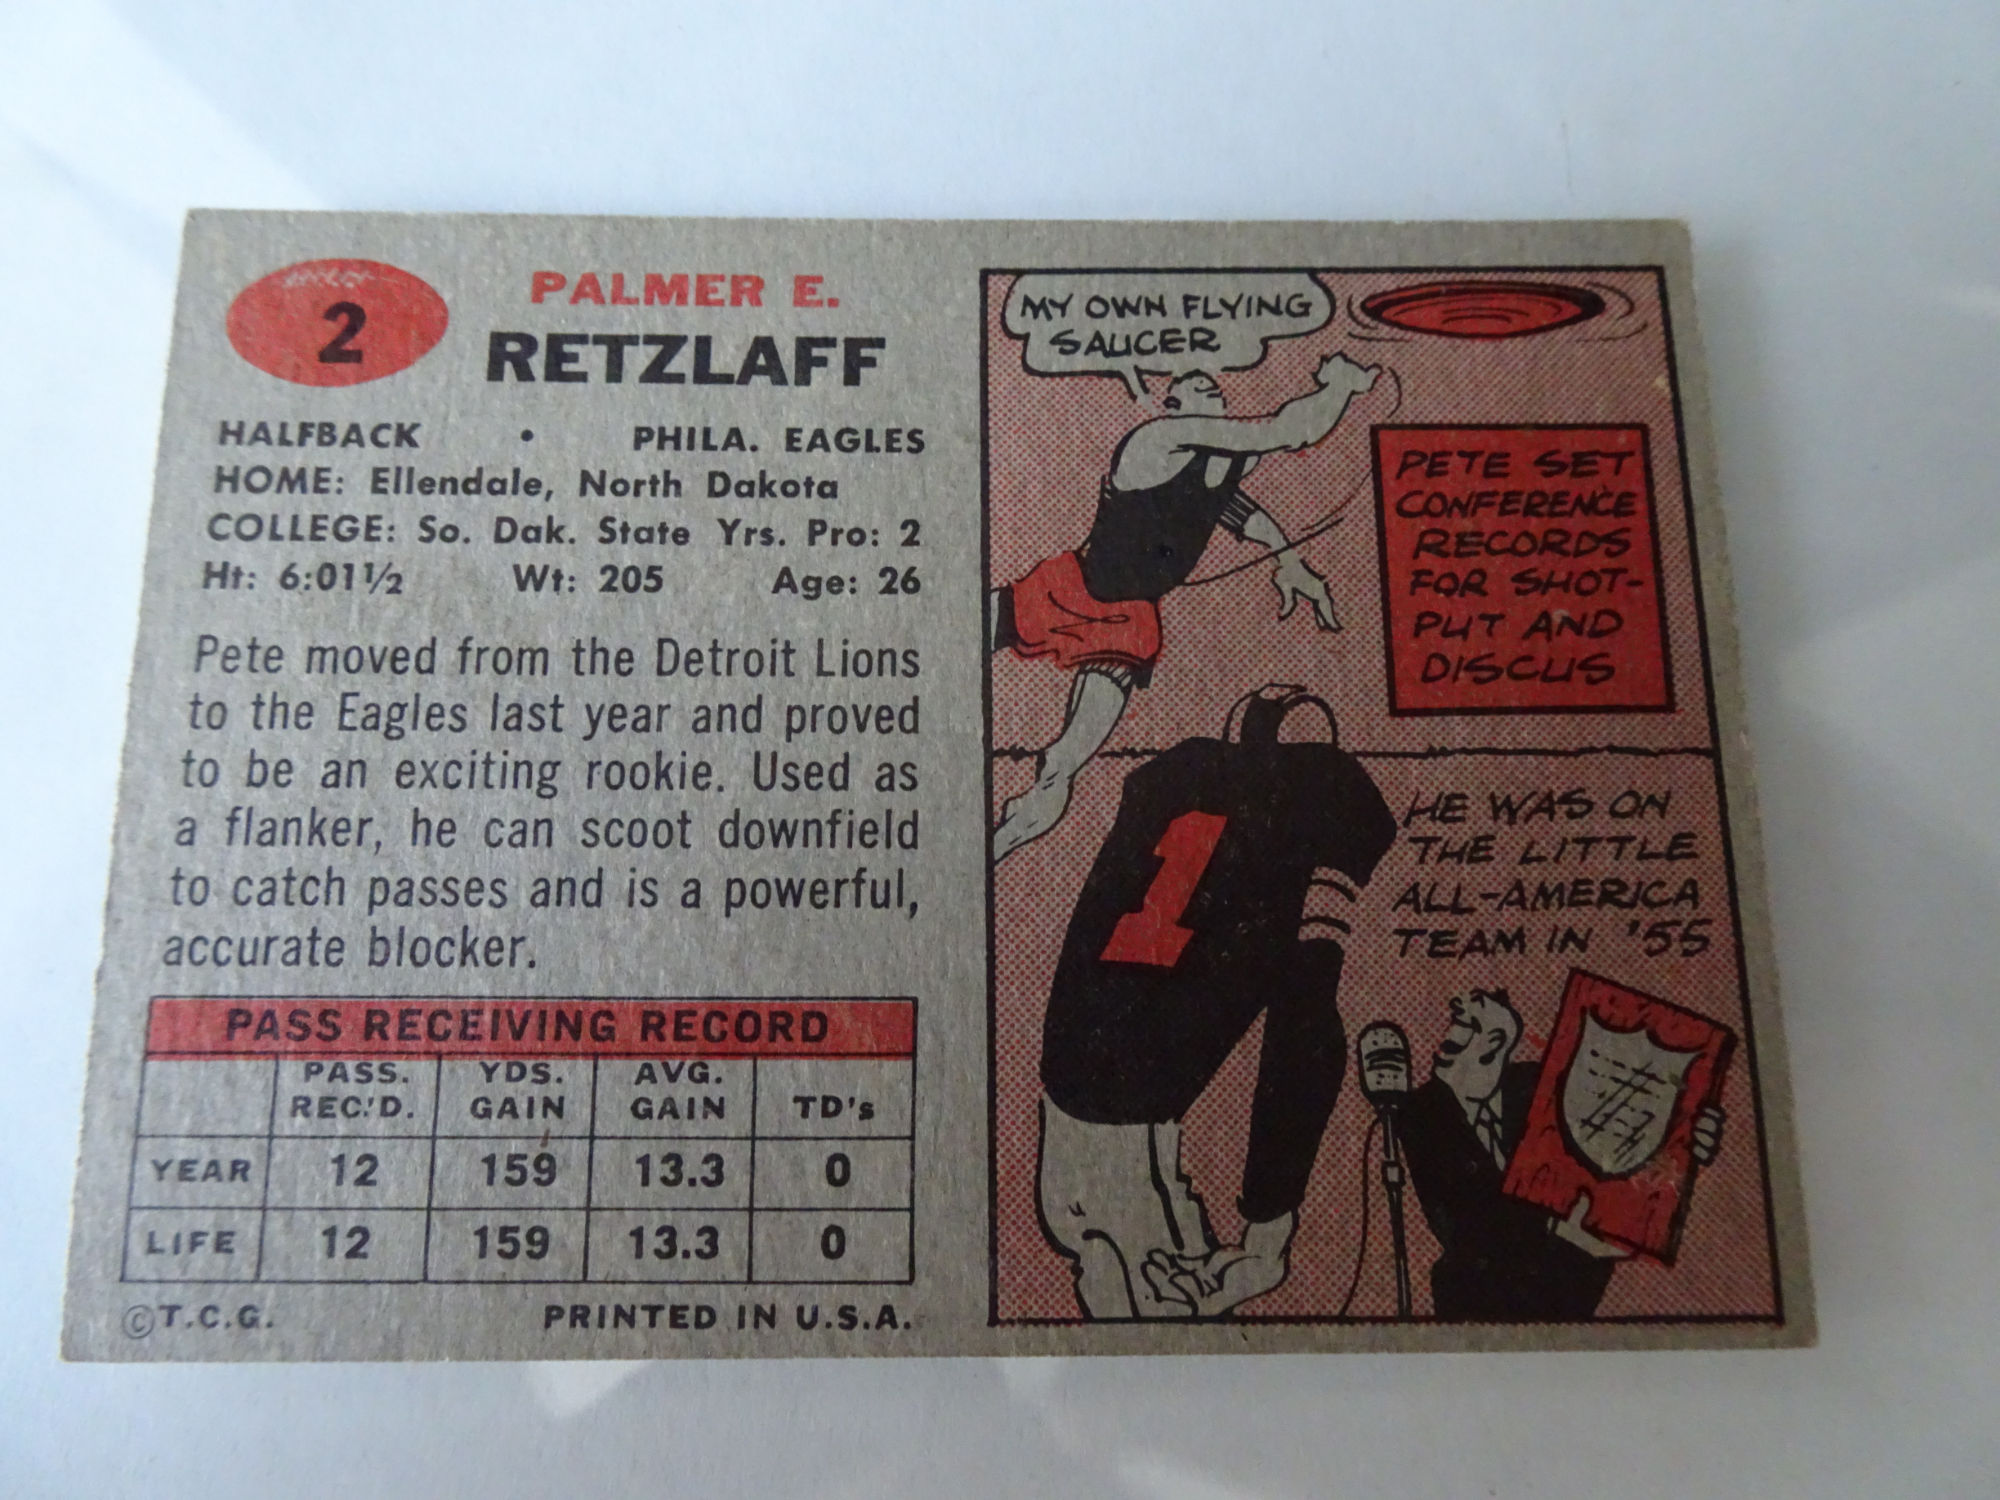 2
PALMER E.
RETZLAFF
HALFBACK • PHILA. EAGLES
HOME: Ellendale, North Dakota
COLLEGE: So. Dak. State Yrs. Pro: 2
Ht: 6:01½ Wt: 205 Age: 26
Pete moved from the Detroit Lions
to the Eagles last year and proved
to be an exciting rookie. Used as
a flanker, he can scoot downfield
to catch passes and is a powerful,
accurate blocker.
PASS RECEIVING RECORD
PASS. YDS. AVG.
REC.'D. GAIN GAIN TD's
YEAR 12 159 13.3 0
LIFE 12 159 13.3 0
©T.C.G. PRINTED IN U.S.A.
MY OWN FLYING
SAUCER
PETE SET
CONFERENCE
RECORDS
FOR SHOT-
PUT AND
DISCUS
HE WAS ON
THE LITTLE
ALL-AMERICA
TEAM IN '55
1